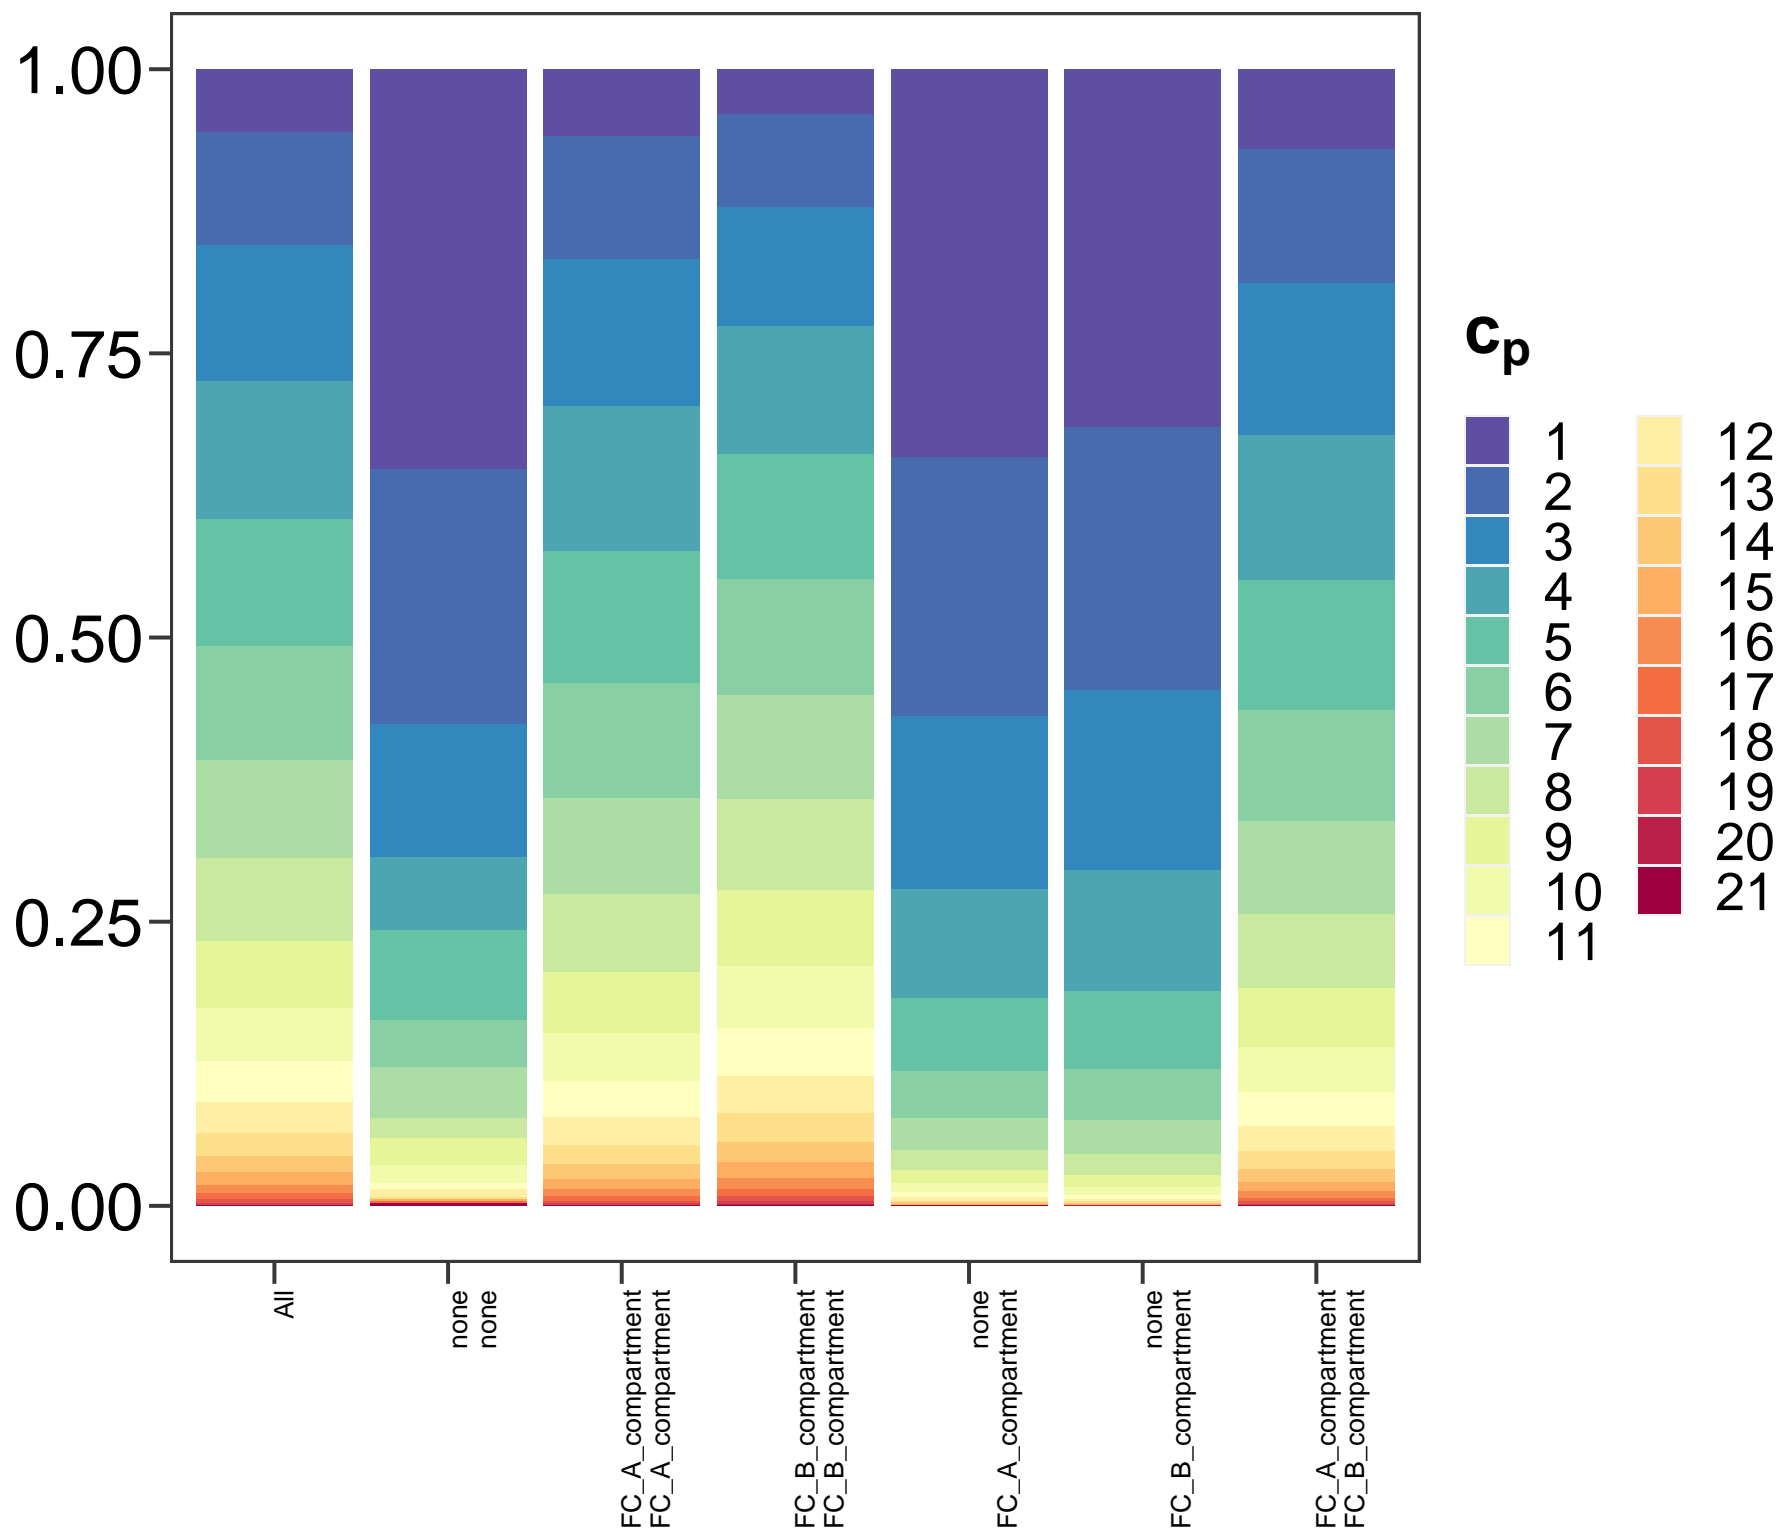 1.00
0.75
0.50
0.25
0.00
All
none
none
FC_A_compartment
FC_A_compartment
FC_B_compartment
FC_B_compartment
none
FC_A_compartment
none
FC_B_compartment
FC_A_compartment
FC_B_compartment
cp
1
2
3
4
5
6
7
8
9
10
11
12
13
14
15
16
17
18
19
20
21